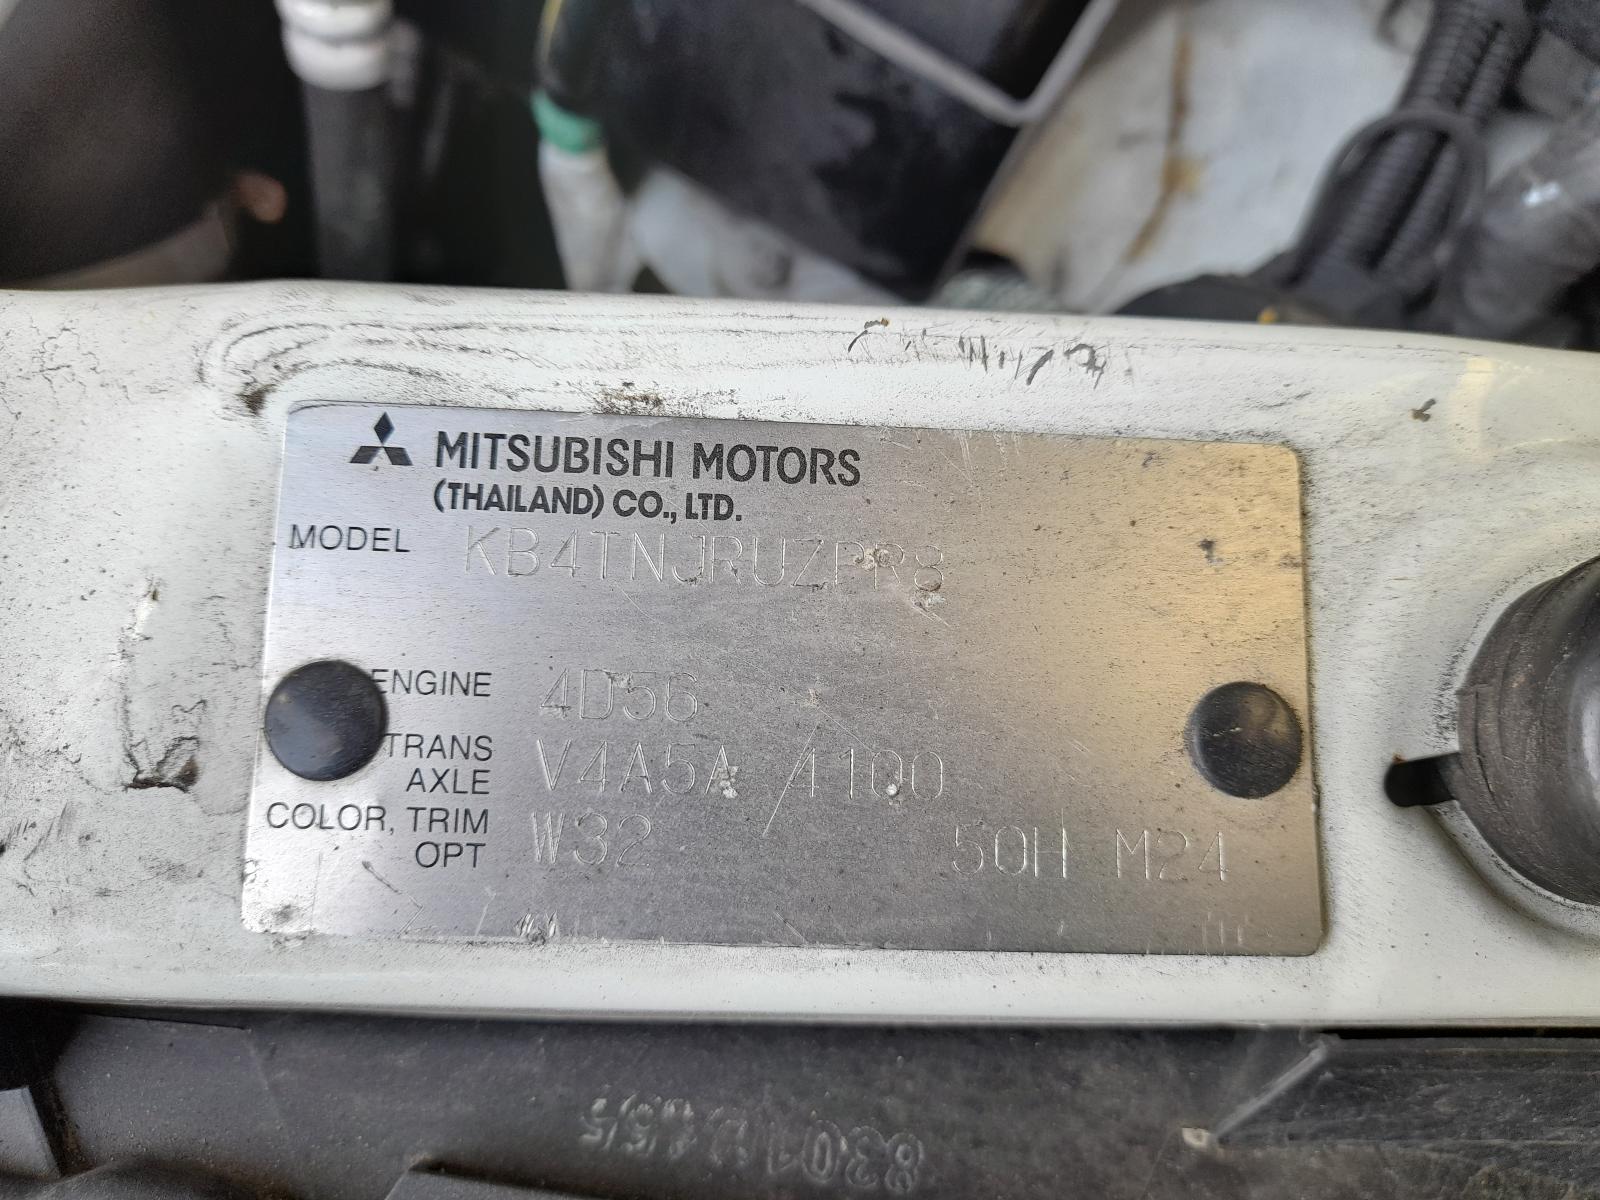 MITSUBISHI MOTORS
(THAILAND) CO., LTD.
MODEL KB4TNJRUZPR8
ENGINE 4D56
TRANS AXLE V4A5A / 4100
COLOR, TRIM OPT W32 50H M24